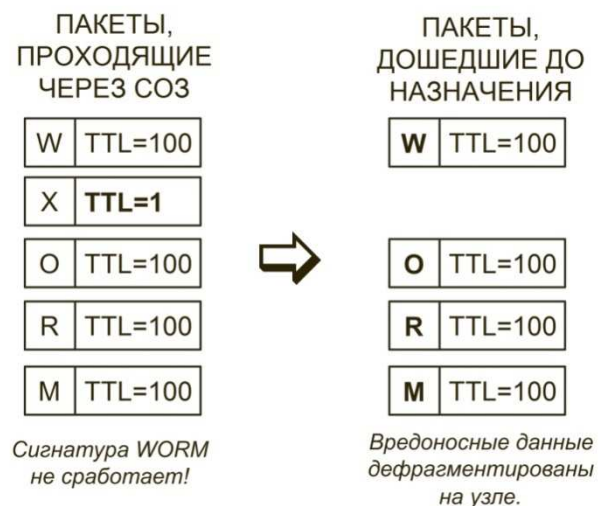 ПАКЕТЫ,
ПРОХОДЯЩИЕ
ЧЕРЕЗ СОЗ
W TTL=100
X TTL=1
O TTL=100
R TTL=100
M TTL=100
Сигнатура WORM
не сработает!
ПАКЕТЫ,
ДОШЕДШИЕ ДО
НАЗНАЧЕНИЯ
W TTL=100
O TTL=100
R TTL=100
M TTL=100
Вредоносные данные
дефрагментированы
на узле.